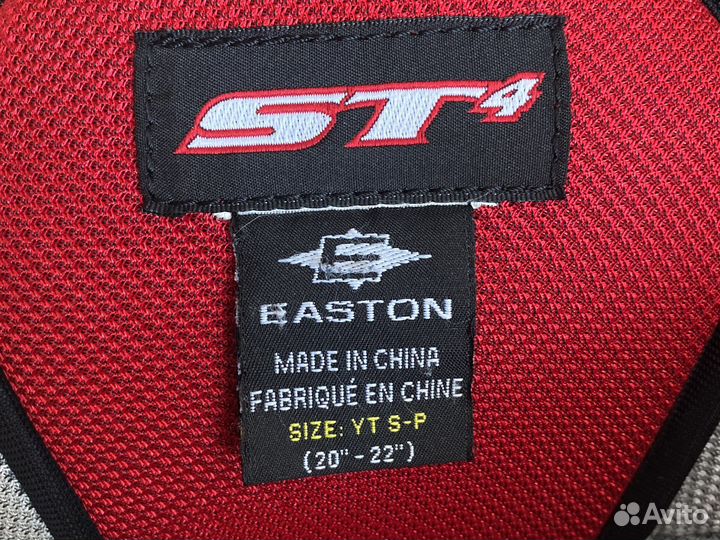 ST4
EASTON
MADE IN CHINA
FABRIQUÉ EN CHINE
SIZE: YT S-P
(20" - 22")
Avito